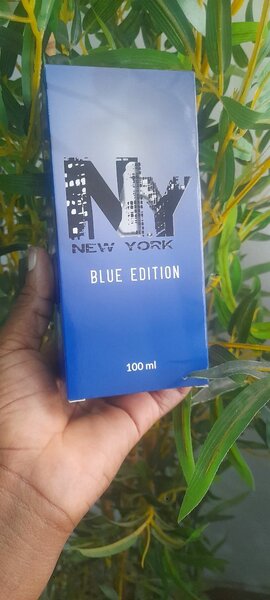 NY
NEW YORK
BLUE EDITION
100 ml